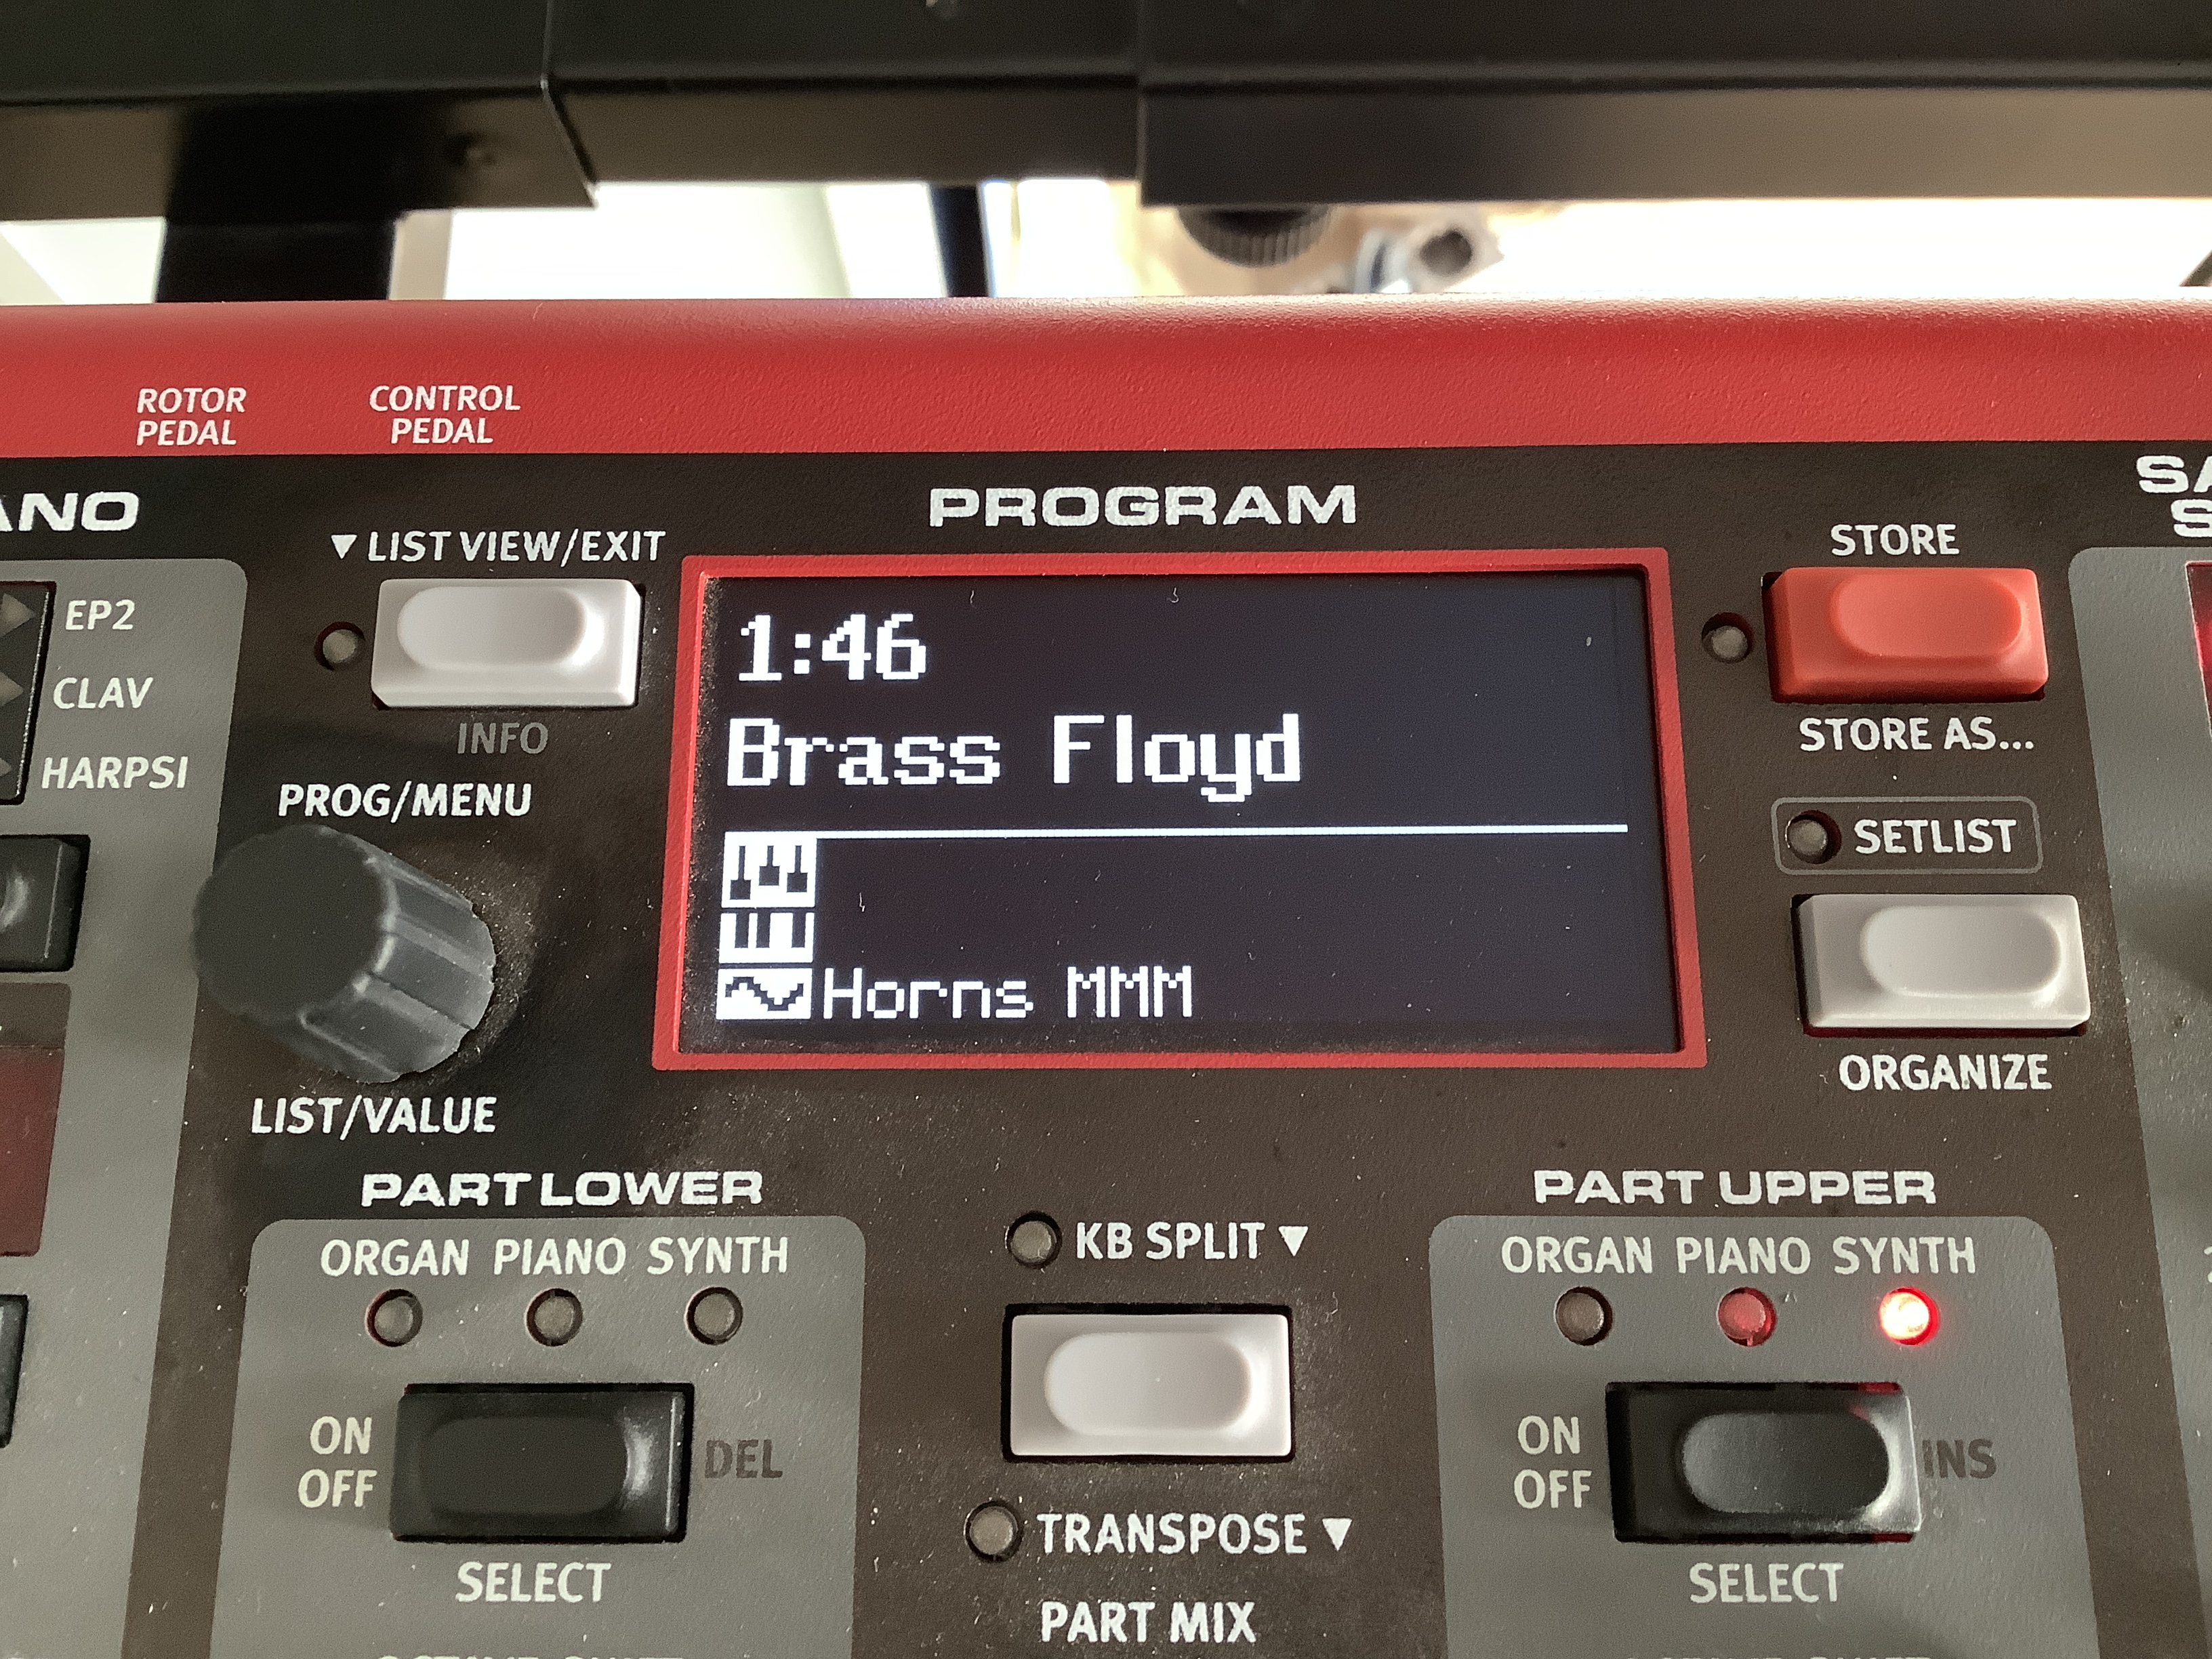 ROTOR
PEDAL
CONTROL
PEDAL
ANO
EP2
CLAV
HARPSI
▼ LIST VIEW/EXIT
INFO
PROG/MENU
LIST/VALUE
PROGRAM
1:46
Brass Floyd
Horns MMM
STORE
STORE AS...
SETLIST
ORGANIZE
SA
S
PART LOWER
ORGAN PIANO SYNTH
ON
OFF
DEL
SELECT
KB SPLIT ▼
TRANSPOSE ▼
PART MIX
PART UPPER
ORGAN PIANO SYNTH
ON
OFF
INS
SELECT